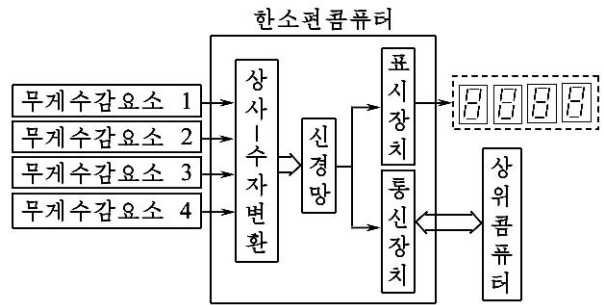 한소편콤퓨터
무게수감요소 1
무게수감요소 2
무게수감요소 3
무게수감요소 4
상사-수자변환
신경망
표시장치
통신장치
8888
상위콤퓨터